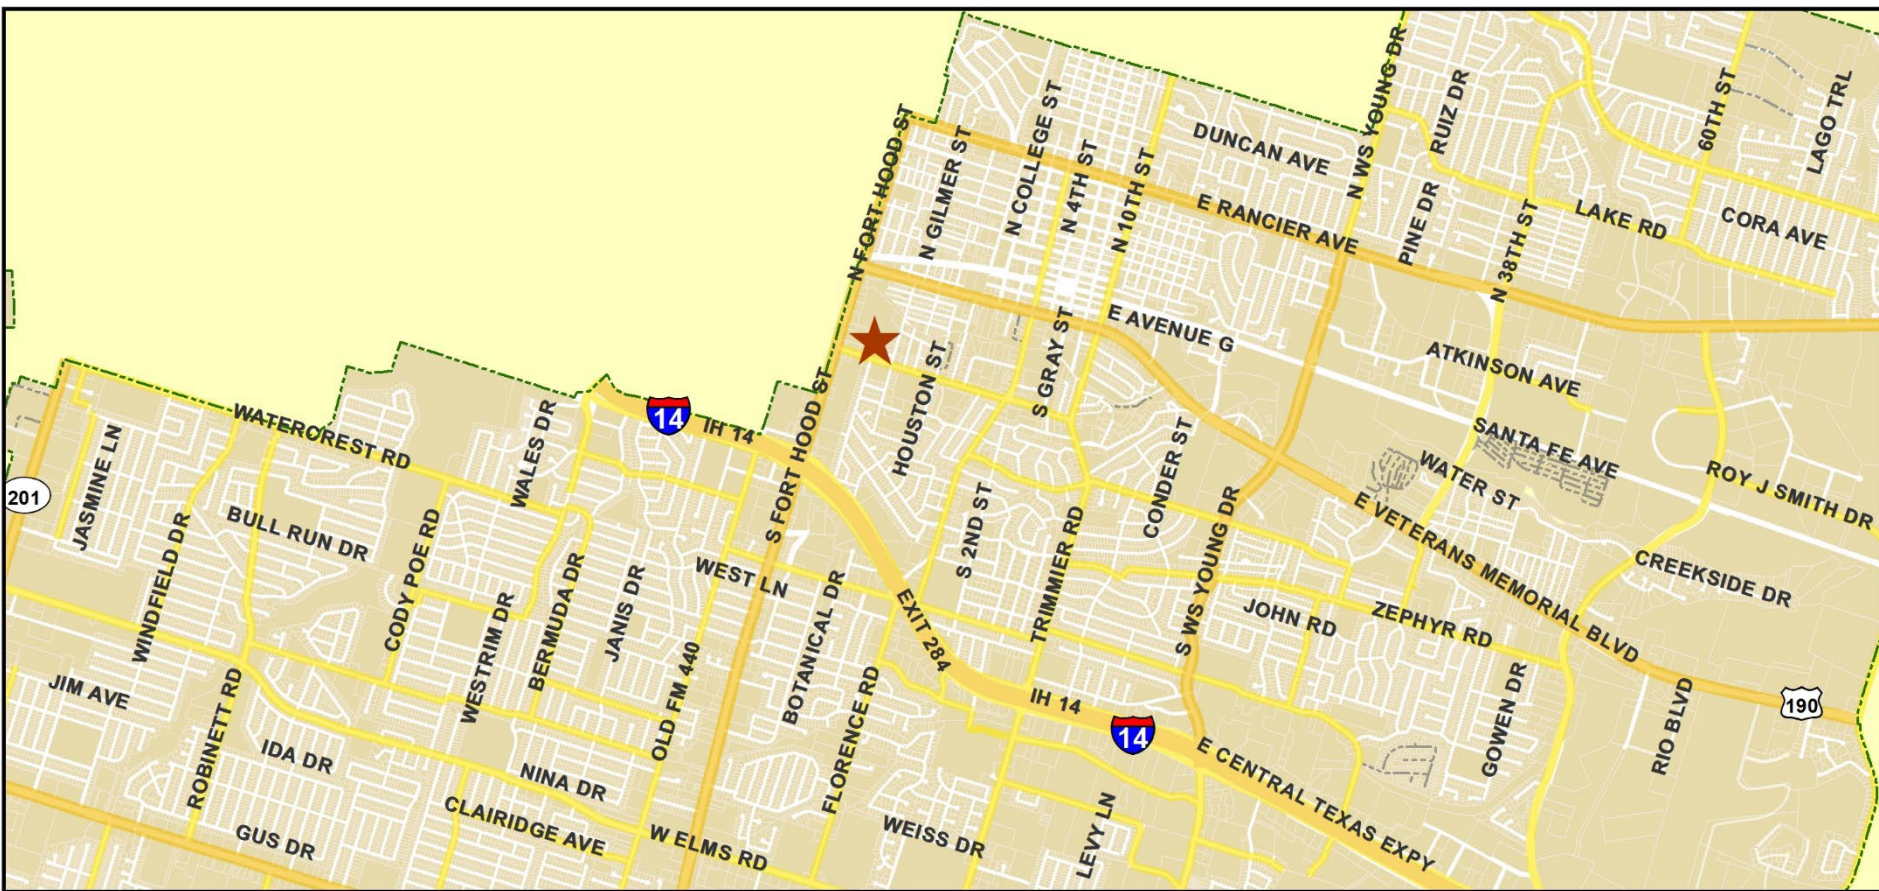 N FORT HOOD ST
N GILMER ST
N COLLEGE ST
N 4TH ST
N 10TH ST
DUNCAN AVE
N WS YOUNG DR
RUIZ DR
60TH ST
LAGO TRL
E RANCIER AVE
PINE DR
N 38TH ST
LAKE RD
CORA AVE
E AVENUE G
S GRAY ST
HOUSTON ST
ATKINSON AVE
SANTA FE AVE
WATER ST
ROY J SMITH DR
201
JASMINE LN
WATERCREST RD
WALES DR
14
IH 14
S FORT HOOD ST
CONDER ST
E VETERANS MEMORIAL BLVD
CREEKSIDE DR
WINDFIELD DR
BULL RUN DR
CODY POE RD
WESTRIM DR
BERMUDA DR
JANIS DR
WEST LN
BOTANICAL DR
EXIT 284
S 2ND ST
TRIMMIER RD
S WS YOUNG DR
JOHN RD
ZEPHYR RD
JIM AVE
ROBINETT RD
OLD FM 440
FLORENCE RD
IH 14
14
GOWEN DR
RIO BLVD
190
IDA DR
NINA DR
E CENTRAL TEXAS EXPY
GUS DR
CLAIRIDGE AVE
W ELMS RD
WEISS DR
LEVY LN